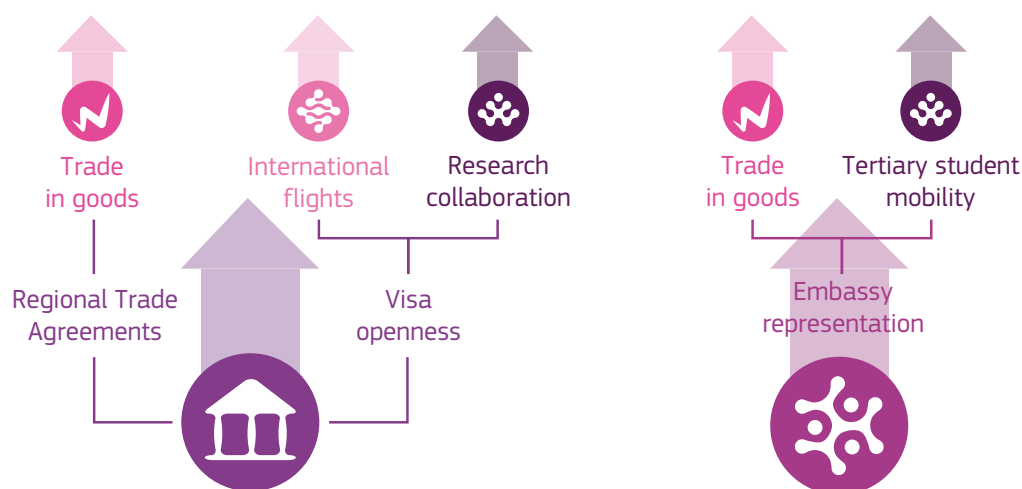 Trade
in goods
International
flights
Research
collaboration
Trade
in goods
Tertiary student
mobility
Regional Trade
Agreements
Visa
openness
Embassy
representation